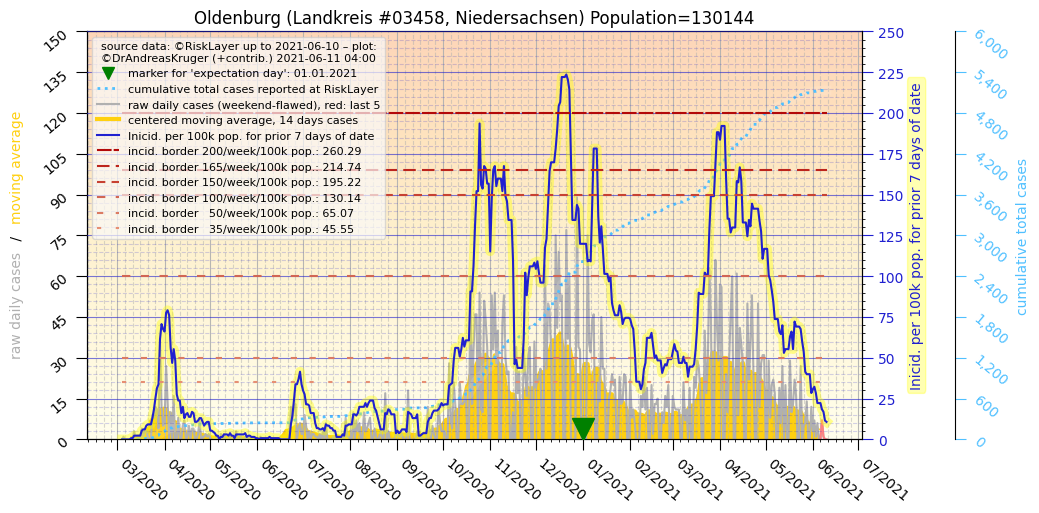 Oldenburg (Landkreis #03458, Niedersachsen) Population=130144
source data: ©RiskLayer up to 2021-06-10 – plot:
©DrAndreasKruger (+contrib.) 2021-06-11 04:00
marker for 'expectation day': 01.01.2021
cumulative total cases reported at RiskLayer
raw daily cases (weekend-flawed), red: last 5
centered moving average, 14 days cases
Inicid. per 100k pop. for prior 7 days of date
incid. border 200/week/100k pop.: 260.29
incid. border 165/week/100k pop.: 214.74
incid. border 150/week/100k pop.: 195.22
incid. border 100/week/100k pop.: 130.14
incid. border   50/week/100k pop.: 65.07
incid. border   35/week/100k pop.: 45.55
raw daily cases  /  moving average
150
135
120
105
90
75
60
45
30
15
0
250
225
200
175
150
125
100
75
50
25
0
Inicid. per 100k pop. for prior 7 days of date
6,000
5,400
4,800
4,200
3,600
3,000
2,400
1,800
1,200
600
0
cumulative total cases
03/2020
04/2020
05/2020
06/2020
07/2020
08/2020
09/2020
10/2020
11/2020
12/2020
01/2021
02/2021
03/2021
04/2021
05/2021
06/2021
07/2021